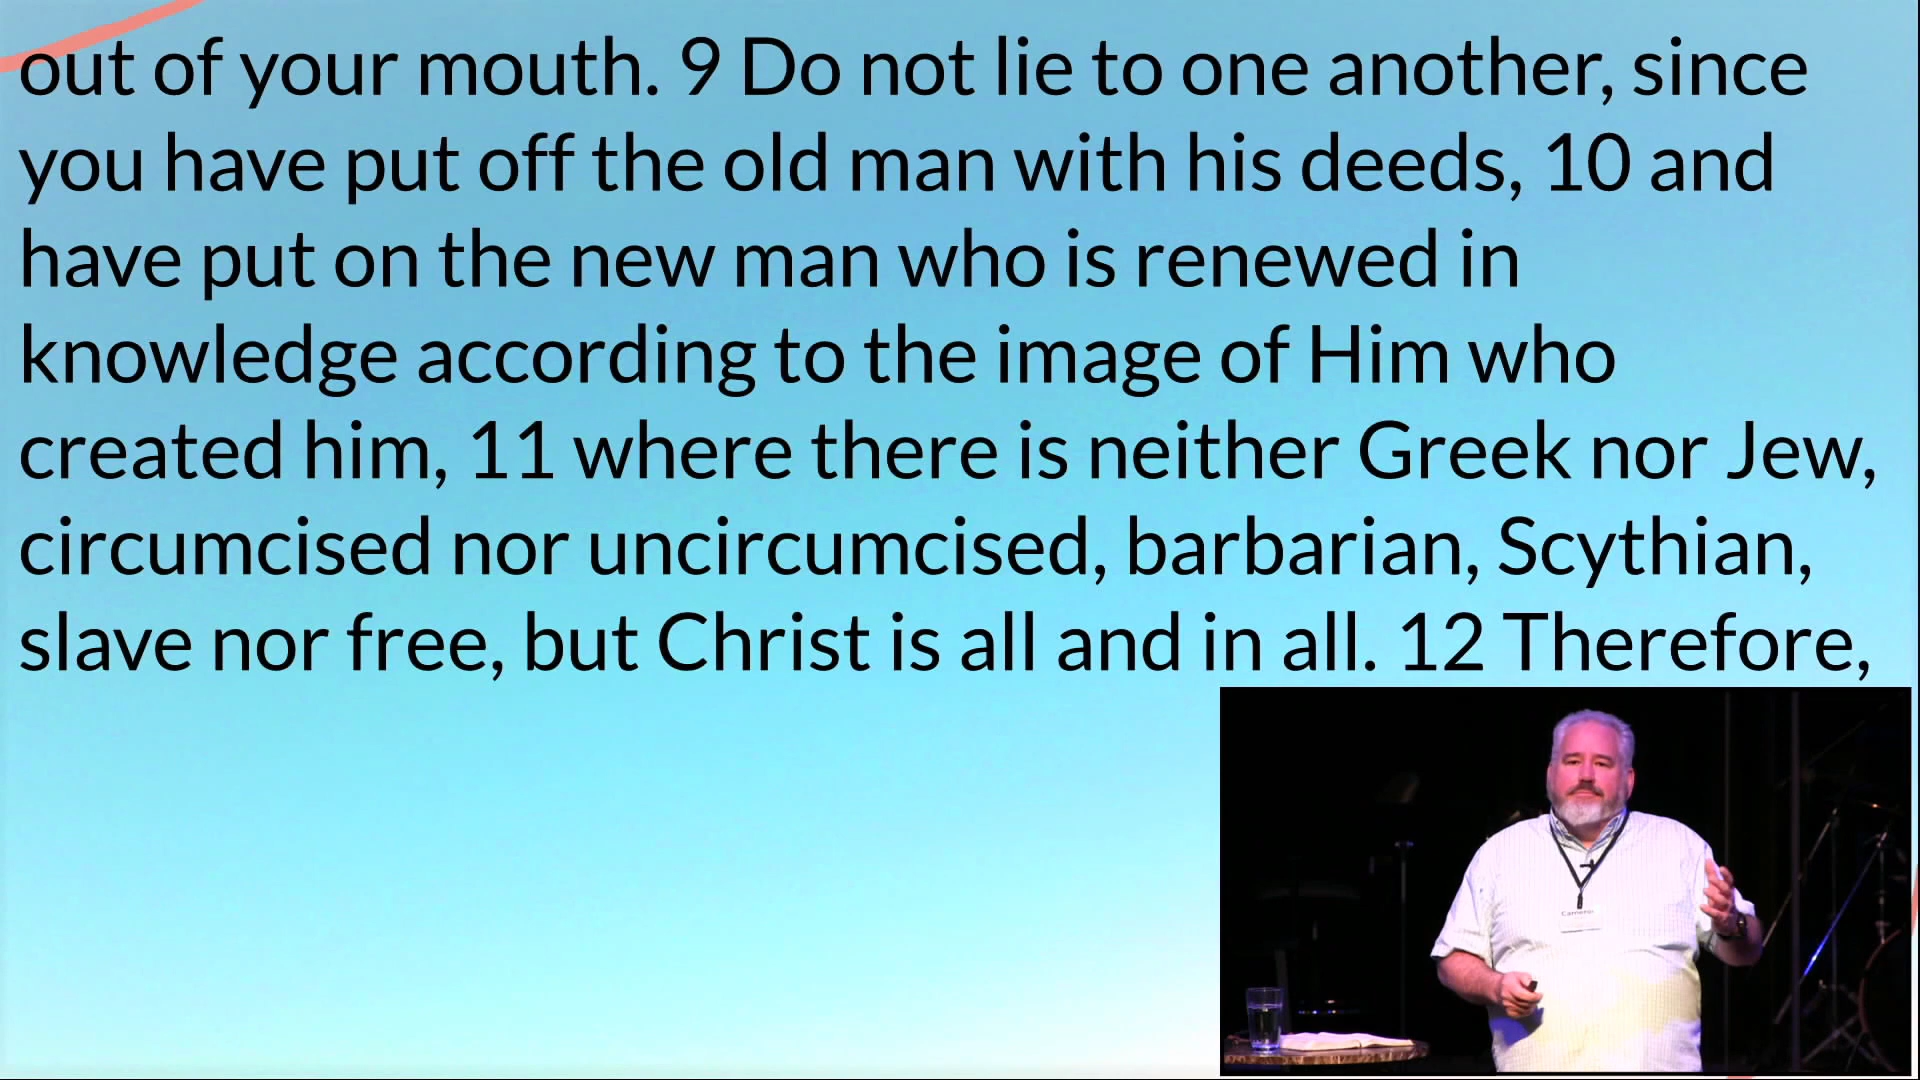 out of your mouth. 9 Do not lie to one another, since
you have put off the old man with his deeds, 10 and
have put on the new man who is renewed in
knowledge according to the image of Him who
created him, 11 where there is neither Greek nor Jew,
circumcised nor uncircumcised, barbarian, Scythian,
slave nor free, but Christ is all and in all. 12 Therefore,